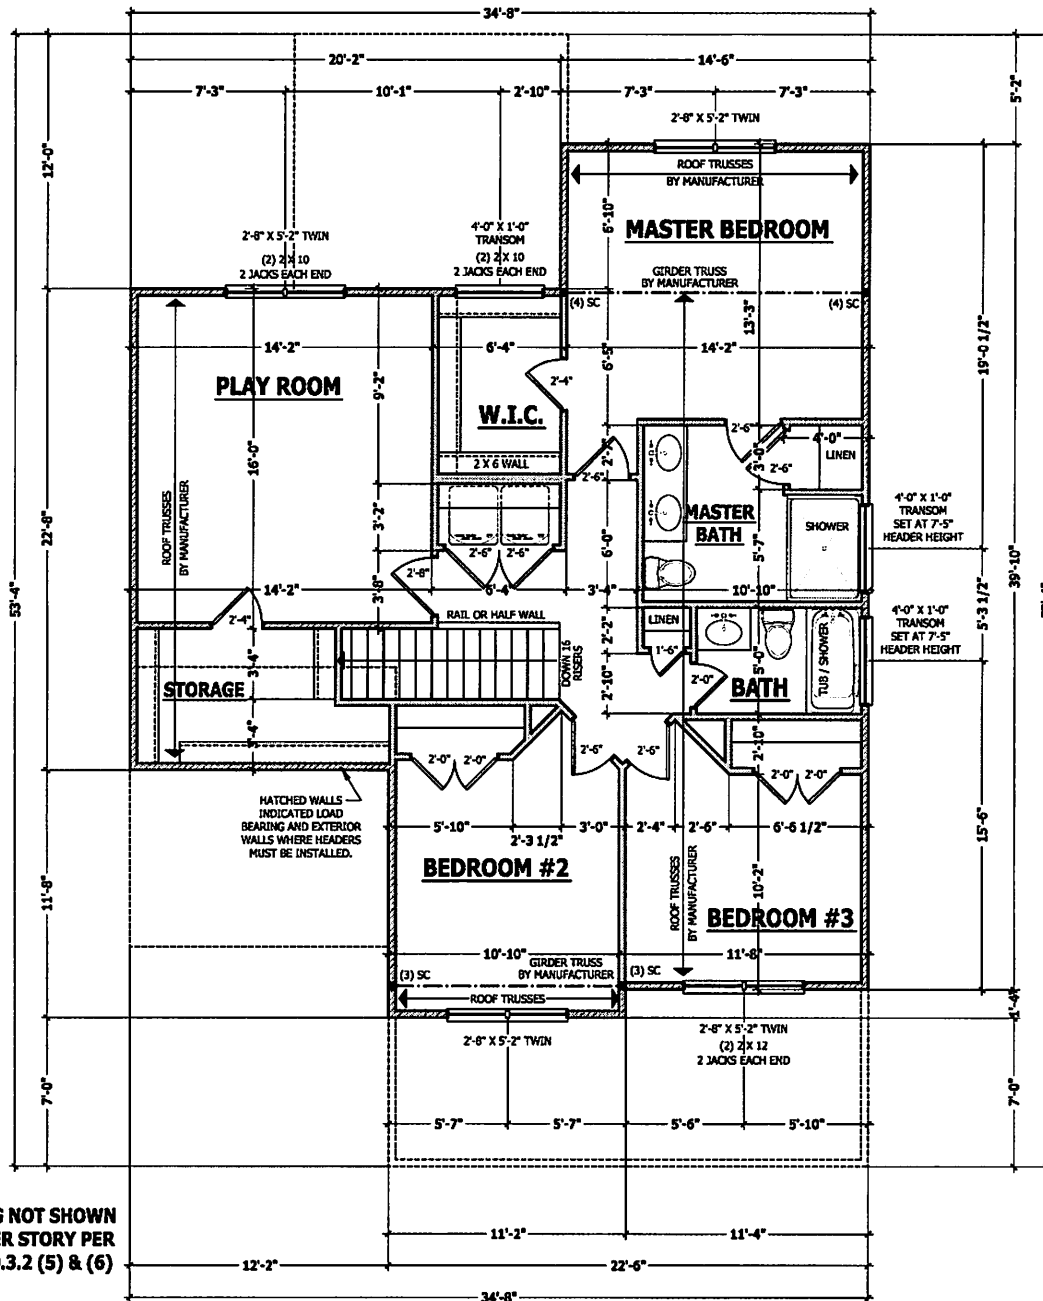 34'-8"
20'-2"
14'-6"
7'-3"
10'-1"
2'-10"
7'-3"
7'-3"
5'-2"
2'-8" X 5'-2" TWIN
12'-0"
ROOF TRUSSES
BY MANUFACTURER
6'-10"
MASTER BEDROOM
4'-0" X 1'-0"
TRANSOM
(2) 2 X 10
2 JACKS EACH END
2'-8" X 5'-2" TWIN
(2) 2 X 10
2 JACKS EACH END
GIRDER TRUSS
BY MANUFACTURER
(4) SC
(4) SC
13'-3"
19'-0 1/2"
14'-2"
6'-4"
6'-5"
14'-2"
PLAY ROOM
9'-2"
2'-4"
W.I.C.
2'-6"
4'-0"
LINEN
3'-0"
2'-6"
2 X 6 WALL
2'-7"
2'-6"
16'-0"
ROOF TRUSSES
BY MANUFACTURER
22'-8"
53'-4"
3'-2"
MASTER
BATH
SHOWER
4'-0" X 1'-0"
TRANSOM
SET AT 7'-5"
HEADER HEIGHT
6'-0"
5'-7"
2'-6"
2'-6"
2'-8"
39'-10"
14'-2"
3'-8"
6'-4"
3'-4"
10'-10"
5'-3 1/2"
2'-4"
RAIL OR HALF WALL
2'-2"
LINEN
4'-0" X 1'-0"
TRANSOM
SET AT 7'-5"
HEADER HEIGHT
1'-6"
5'-0"
TUB / SHOWER
3'-4"
STORAGE
DOWN 16
RISERS
2'-10"
2'-0"
BATH
3'-4"
2'-0"
2'-0"
2'-6"
2'-6"
2'-10"
2'-0"
2'-0"
HATCHED WALLS
INDICATED LOAD
BEARING AND EXTERIOR
WALLS WHERE HEADERS
MUST BE INSTALLED.
5'-10"
2'-3 1/2"
3'-0"
2'-4"
2'-6"
6'-6 1/2"
15'-6"
BEDROOM #2
11'-8"
ROOF TRUSSES
BY MANUFACTURER
10'-2"
BEDROOM #3
10'-10"
11'-8"
(3) SC
GIRDER TRUSS
BY MANUFACTURER
(3) SC
ROOF TRUSSES
1'-4"
2'-8" X 5'-2" TWIN
2'-8" X 5'-2" TWIN
(2) 2 X 12
2 JACKS EACH END
7'-0"
7'-0"
5'-7"
5'-7"
5'-6"
5'-10"
NOT SHOWN
STORY PER
.3.2 (5) & (6)
11'-2"
11'-4"
12'-2"
22'-6"
34'-8"